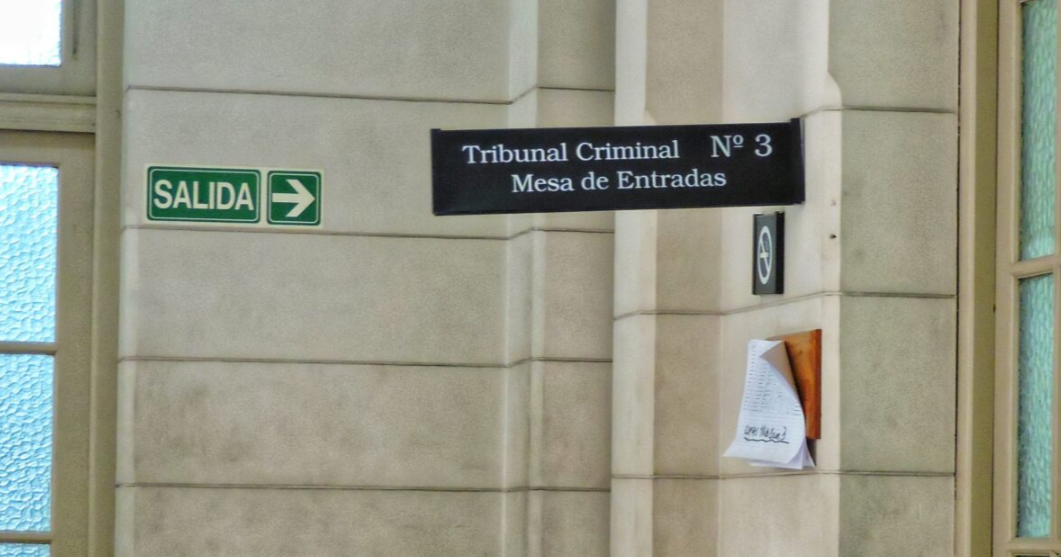 SALIDA
Tribunal Criminal Nº 3
Mesa de Entradas